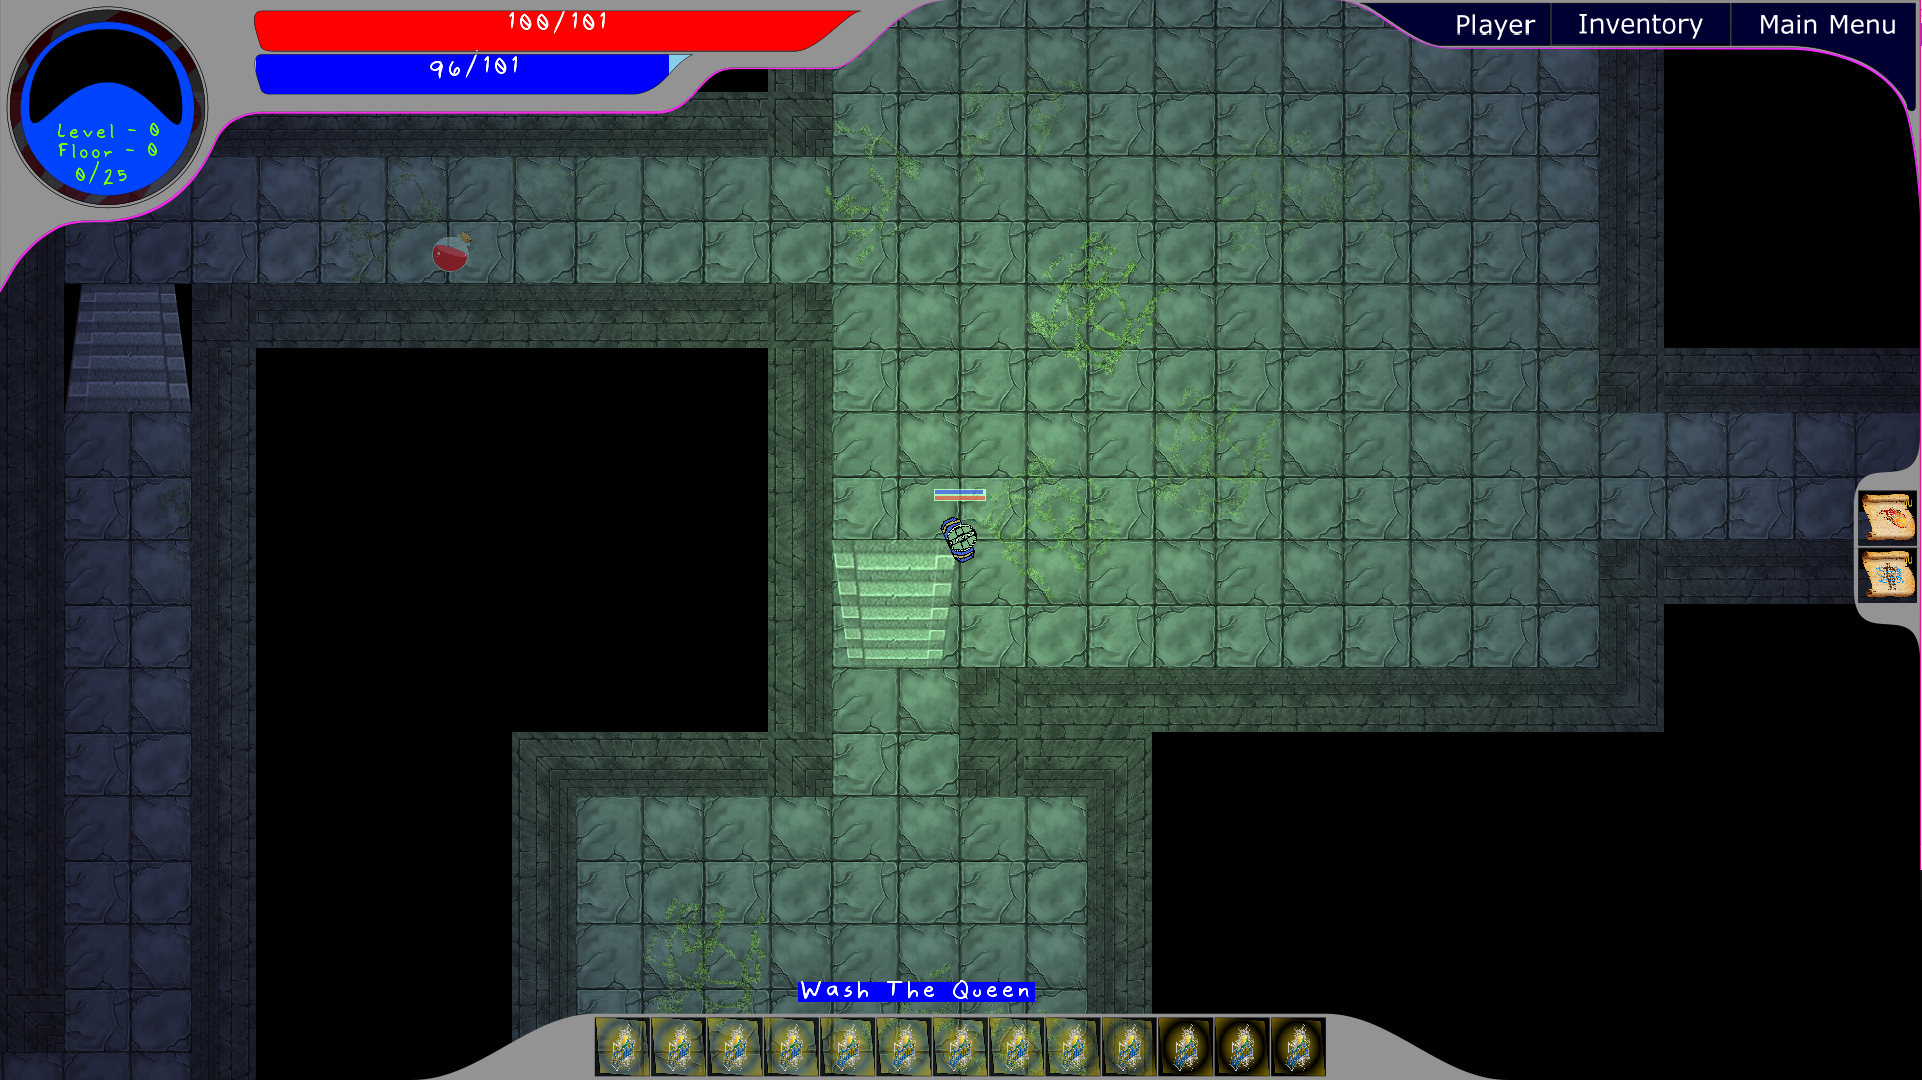 100/101
Player Inventory Main Menu
96/101
Level - 0
Floor - 0
0/25
Wash The Queen